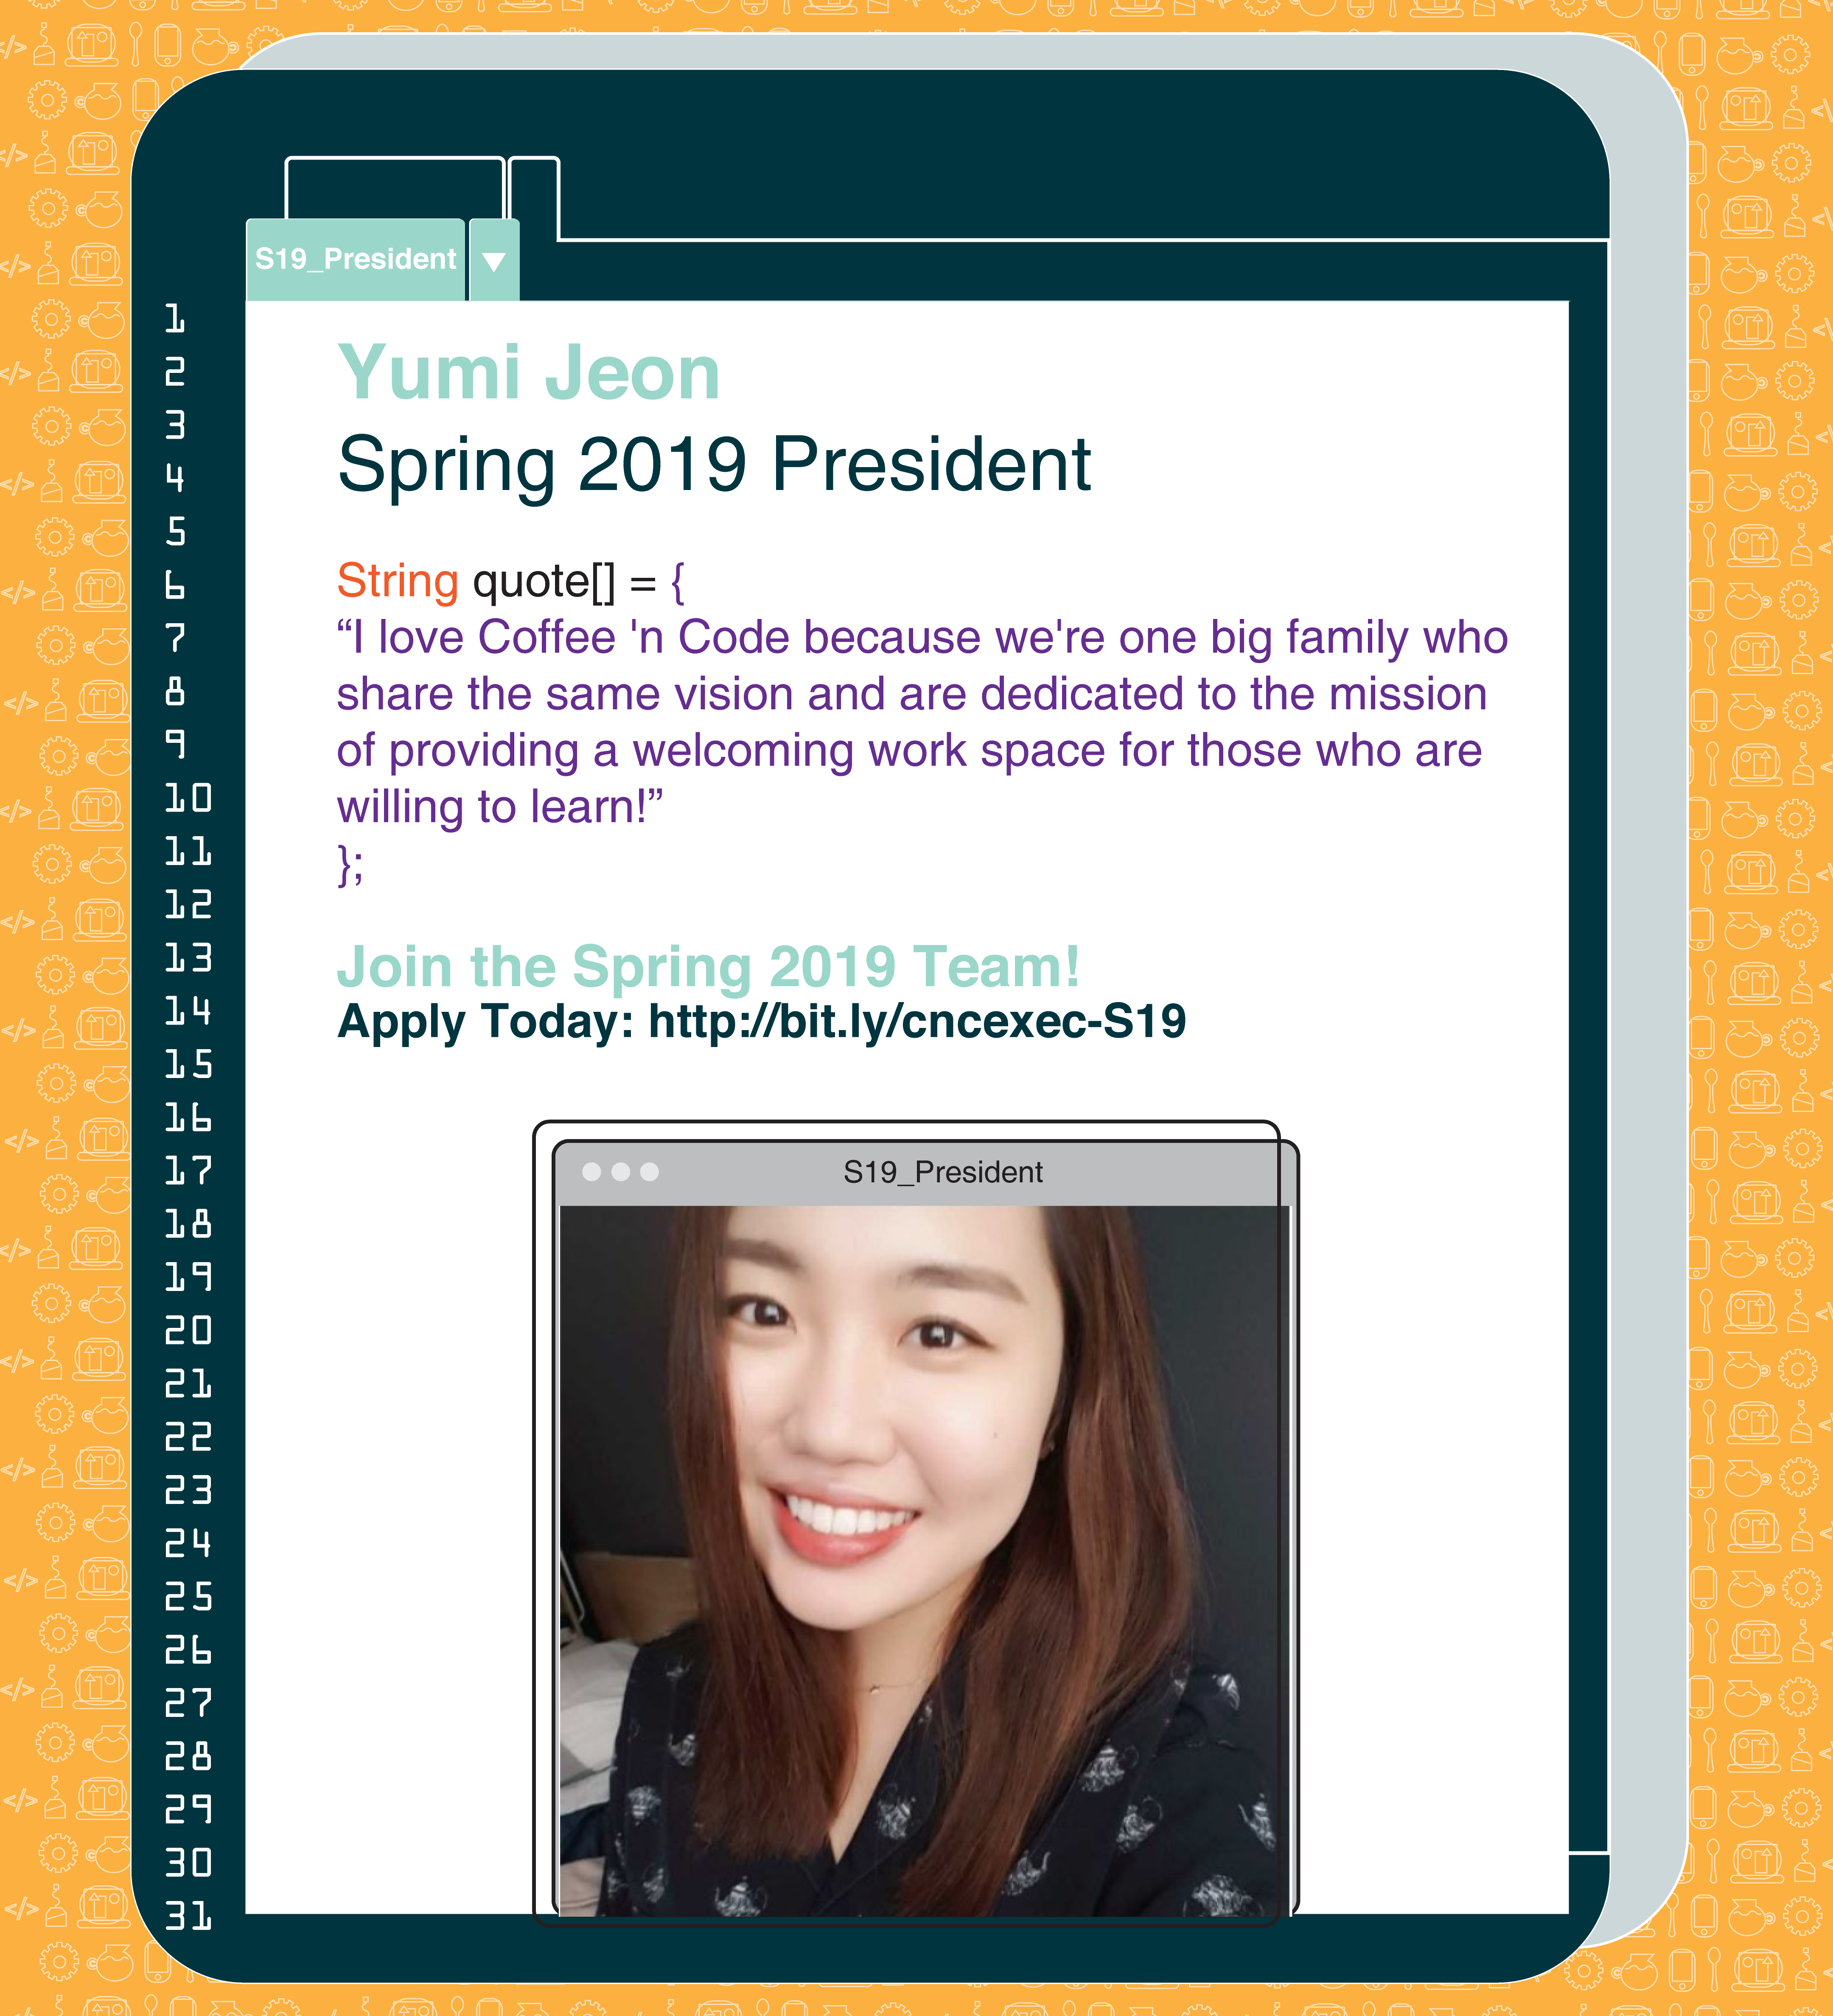 S19_President
1
2
3
4
5
6
7
8
9
10
11
12
13
14
15
16
17
18
19
20
21
22
23
24
25
26
27
28
29
30
31
Yumi Jeon
Spring 2019 President
String quote[] = {
“I love Coffee 'n Code because we're one big family who
share the same vision and are dedicated to the mission
of providing a welcoming work space for those who are
willing to learn!”
};
Join the Spring 2019 Team!
Apply Today: http://bit.ly/cncexec-S19
S19_President